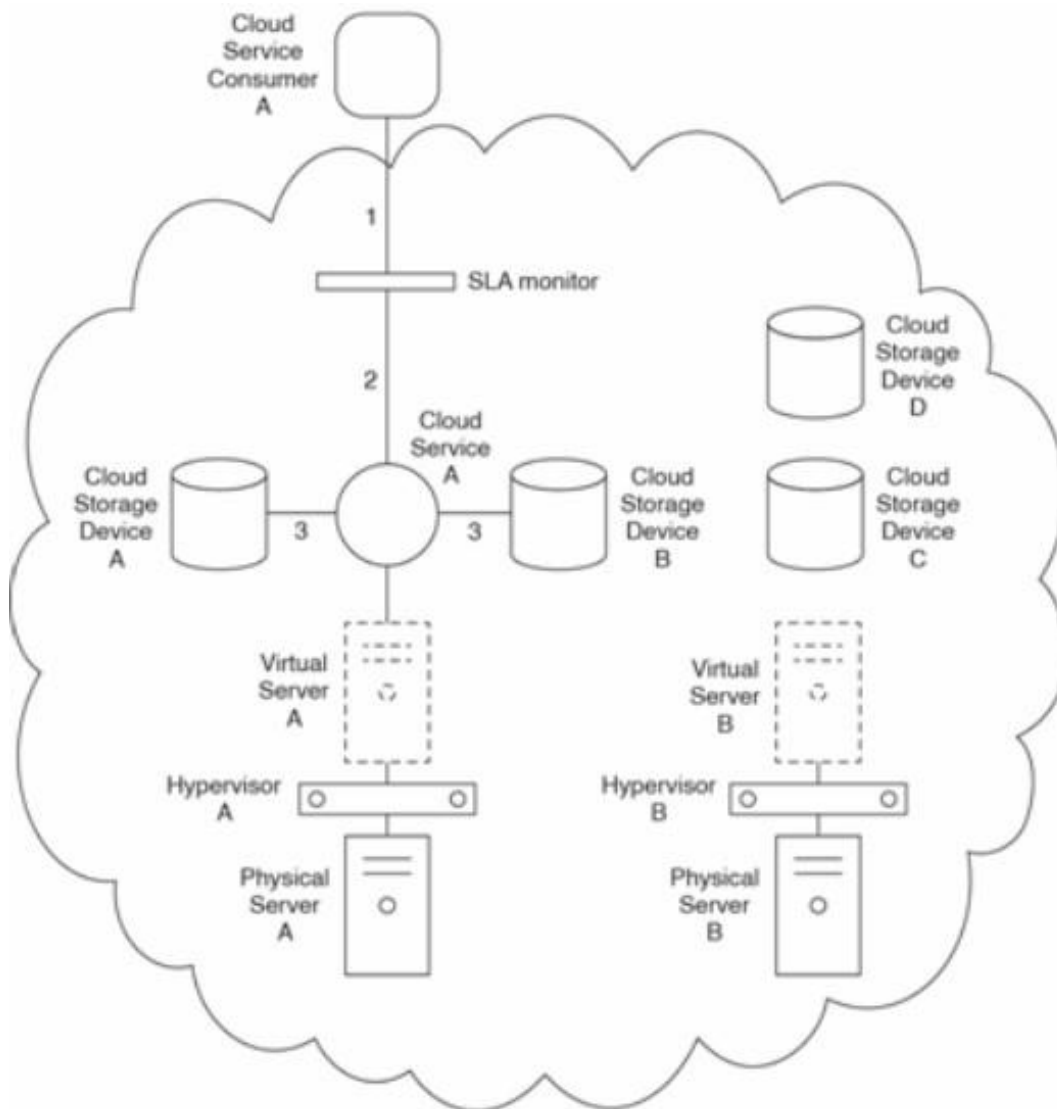 Cloud
Service
Consumer
A
1
SLA monitor
2
Cloud
Storage
Device
D
Cloud
Service
A
Cloud
Storage
Device
A
3
3
Cloud
Storage
Device
B
Cloud
Storage
Device
C
Virtual
Server
A
Virtual
Server
B
Hypervisor
A
Hypervisor
B
Physical
Server
A
Physical
Server
B